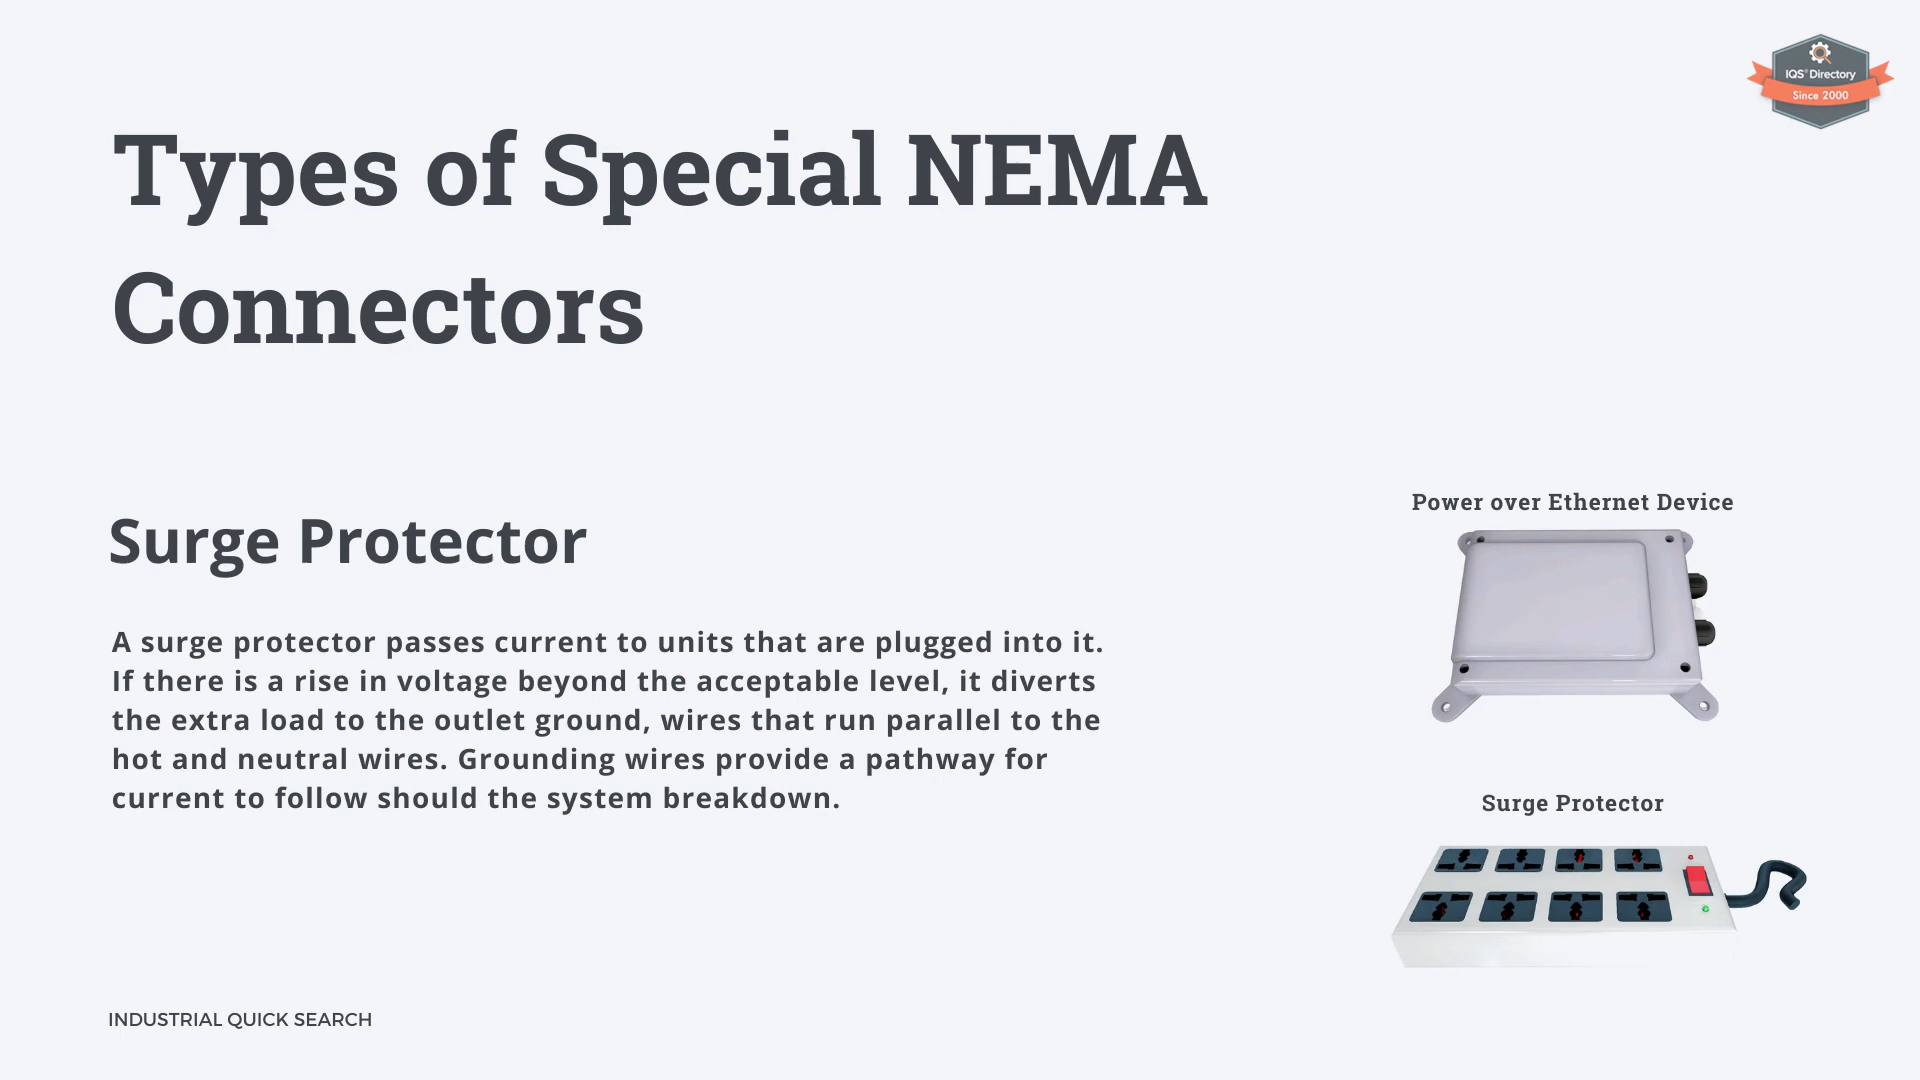 IQS® Directory
Since 2000
Types of Special NEMA
Connectors
Surge Protector
A surge protector passes current to units that are plugged into it.
If there is a rise in voltage beyond the acceptable level, it diverts
the extra load to the outlet ground, wires that run parallel to the
hot and neutral wires. Grounding wires provide a pathway for
current to follow should the system breakdown.
Power over Ethernet Device
Surge Protector
INDUSTRIAL QUICK SEARCH